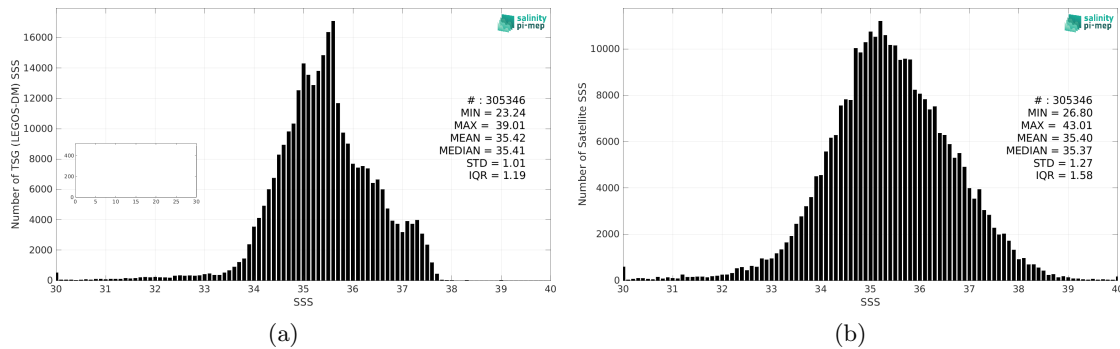 salinity
pi-mep
Number of TSG (LEGOS-DM) SSS
16000
14000
12000
10000
8000
6000
4000
2000
0
# : 305346
MIN = 23.24
MAX = 39.01
MEAN = 35.42
MEDIAN = 35.41
STD = 1.01
IQR = 1.19
400
200
0
0 5 10 15 20 25 30
30 31 32 33 34 35 36 37 38 39 40
SSS
(a)
salinity
pi-mep
Number of Satellite SSS
10000
8000
6000
4000
2000
0
# : 305346
MIN = 26.80
MAX = 43.01
MEAN = 35.40
MEDIAN = 35.37
STD = 1.27
IQR = 1.58
30 31 32 33 34 35 36 37 38 39 40
SSS
(b)